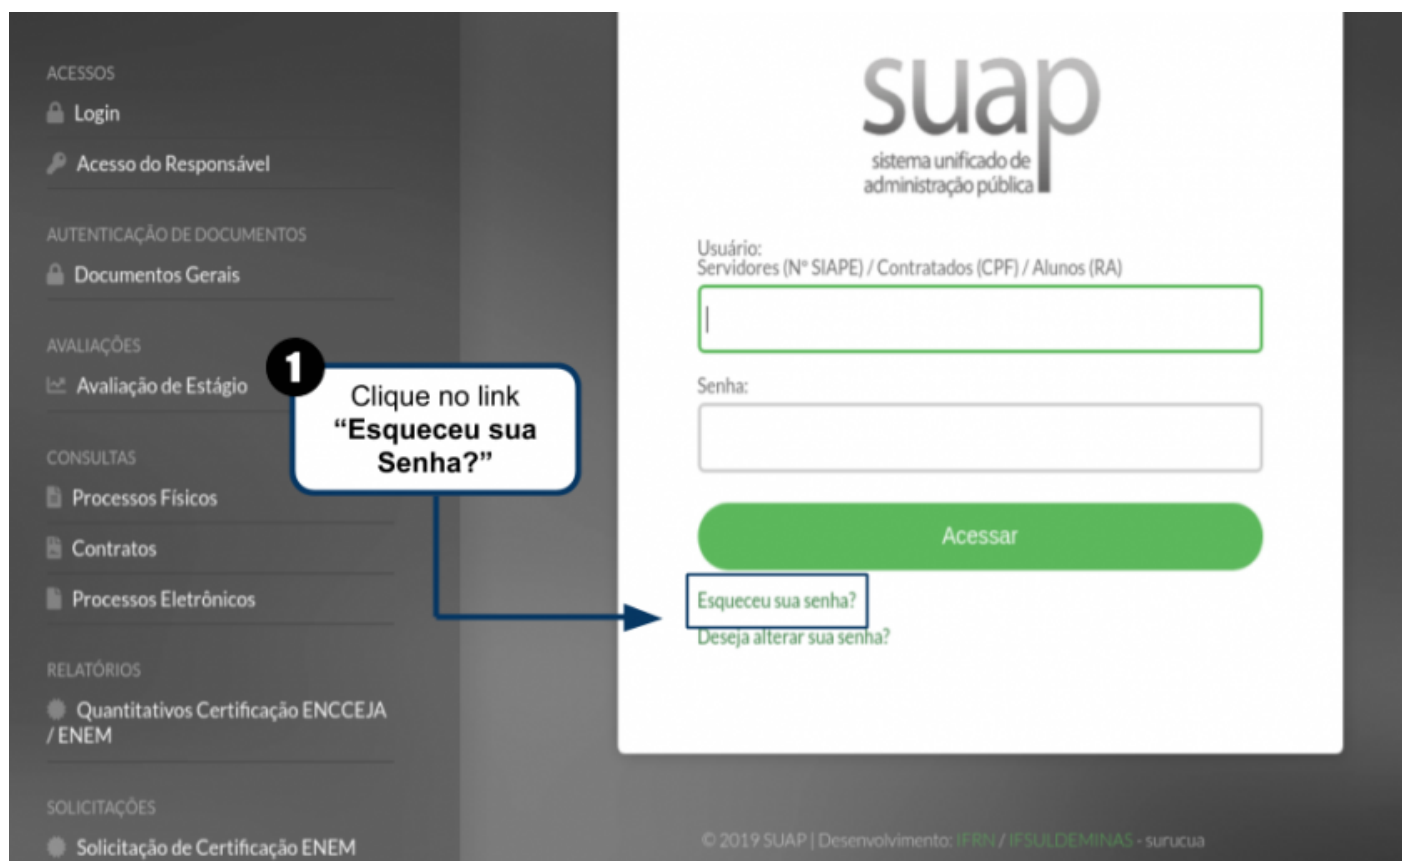 ACESSOS
Login
Acesso do Responsável
AUTENTICAÇÃO DE DOCUMENTOS
Documentos Gerais
AVALIAÇÕES
Avaliação de Estágio
CONSULTAS
Processos Físicos
Contratos
Processos Eletrônicos
RELATÓRIOS
Quantitativos Certificação ENCCEJA
/ ENEM
SOLICITAÇÕES
Solicitação de Certificação ENEM
1
Clique no link
“Esqueceu sua
Senha?”
suap
sistema unificado de
administração pública
Usuário:
Servidores (Nº SIAPE) / Contratados (CPF) / Alunos (RA)
Senha:
Acessar
Esqueceu sua senha?
Deseja alterar sua senha?
© 2019 SUAP | Desenvolvimento: IFRN / IFSULDEMINAS - surucua